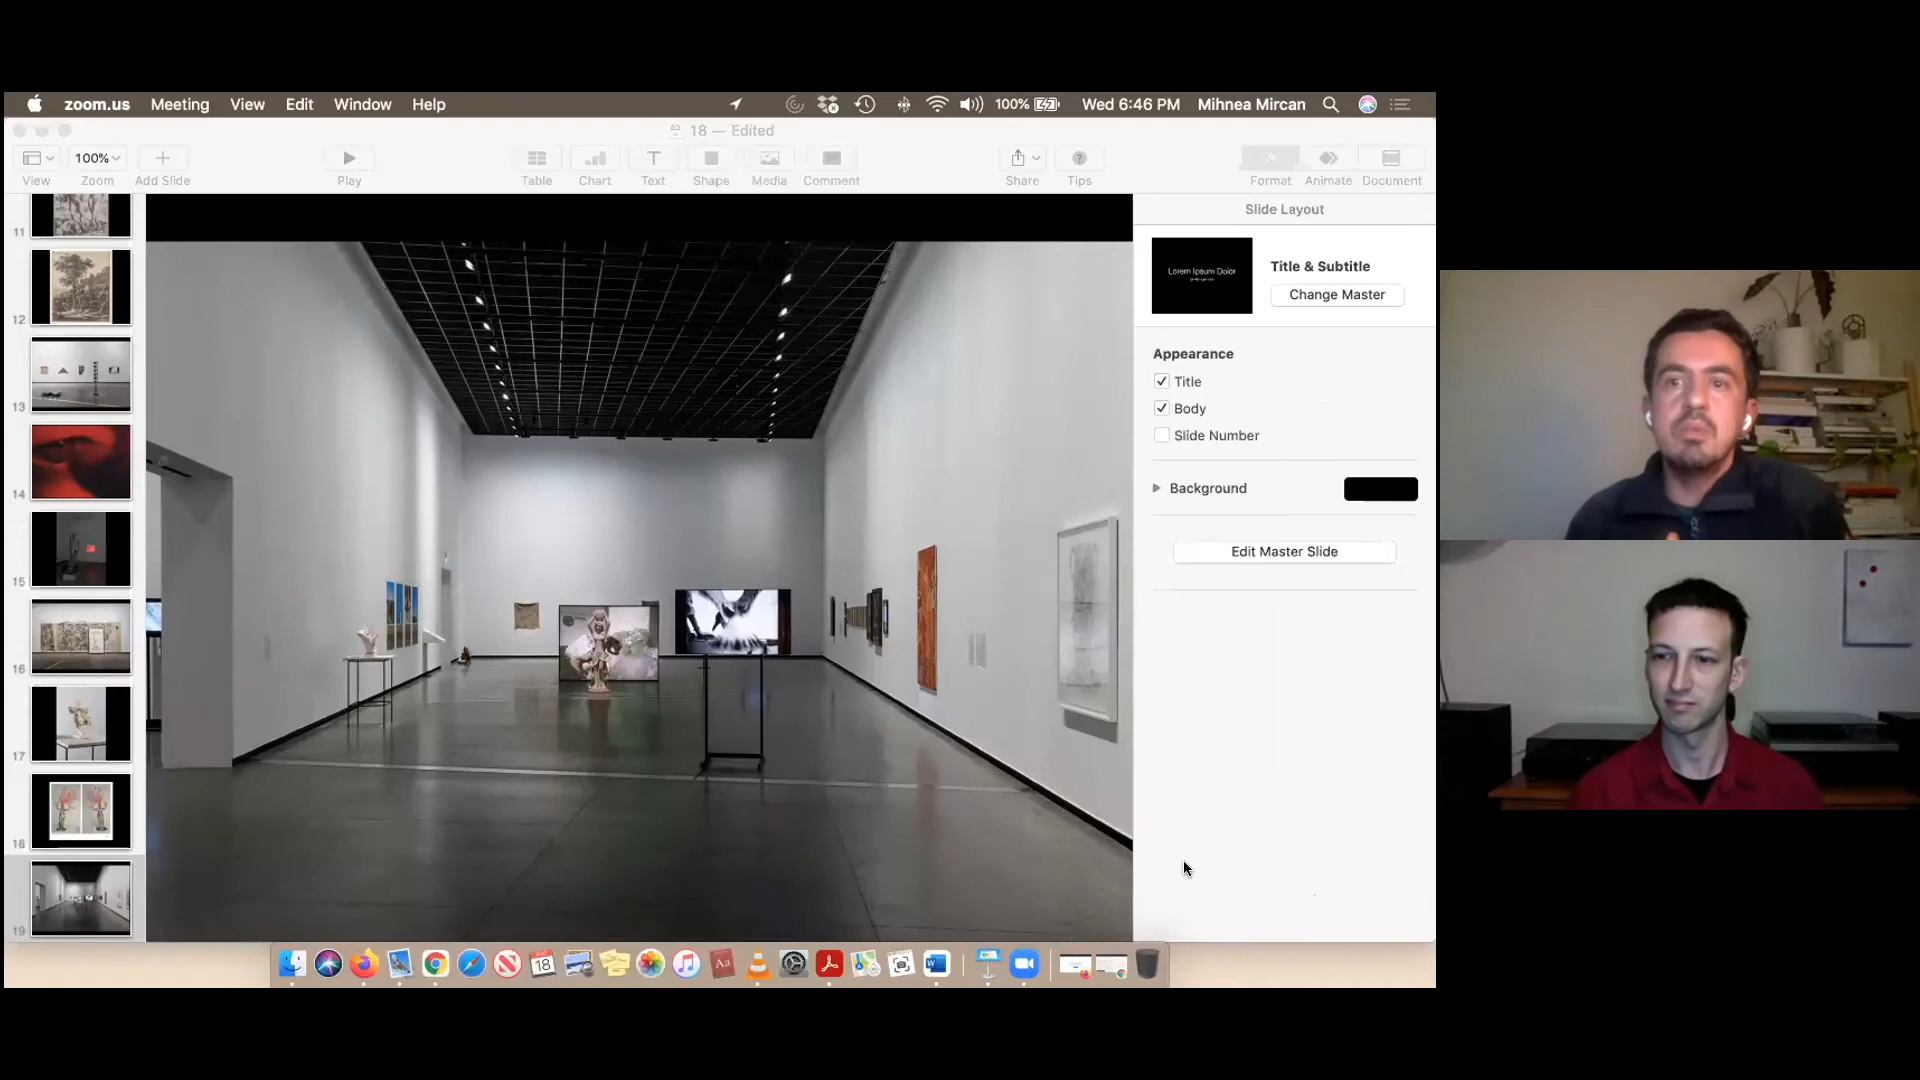 zoom.us Meeting View Edit Window Help 100% Wed 6:46 PM Mihnea Mircan
18 — Edited
100%
View Zoom Add Slide Play Table Chart Text Shape Media Comment Share Tips Format Animate Document
Slide Layout
Lorem Ipsum Dolor
Title & Subtitle
Change Master
Appearance
Title
Body
Slide Number
Background
Edit Master Slide
11
12
13
14
15
16
17
18
19
18
Aa